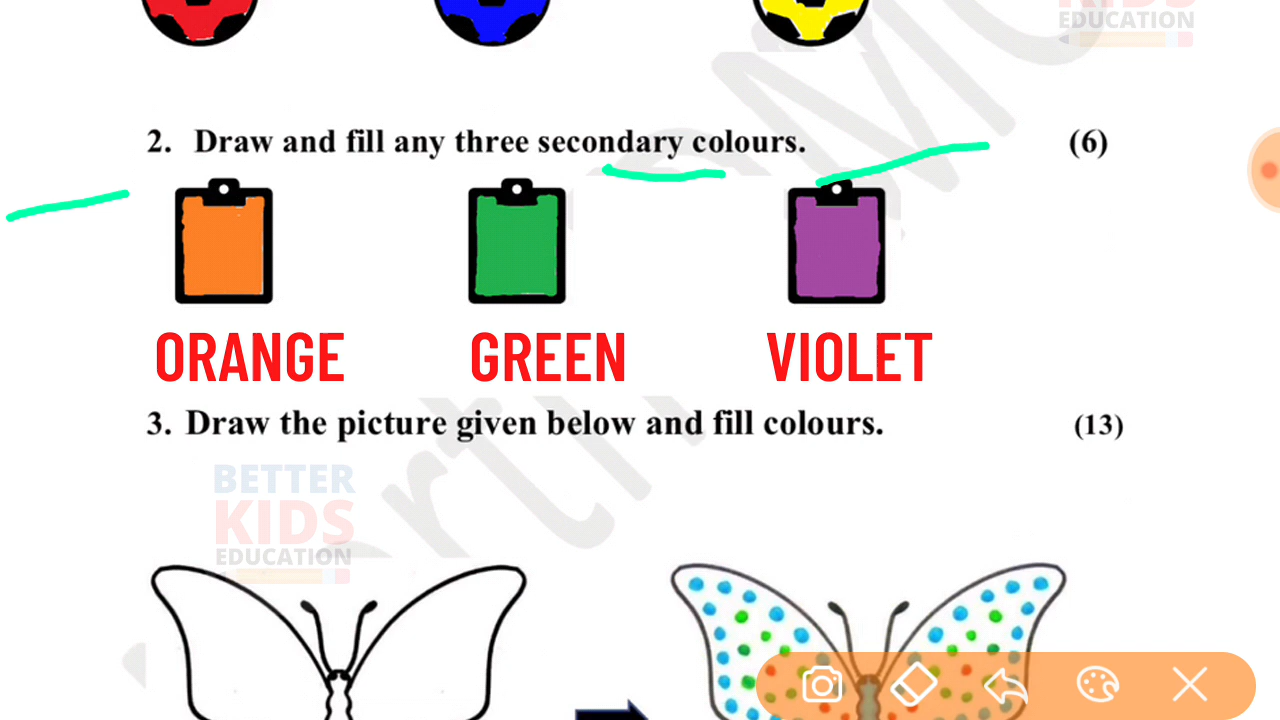 KIDS
EDUCATION
2. Draw and fill any three secondary colours. (6)
ORANGE GREEN VIOLET
3. Draw the picture given below and fill colours. (13)
BETTER
KIDS
EDUCATION